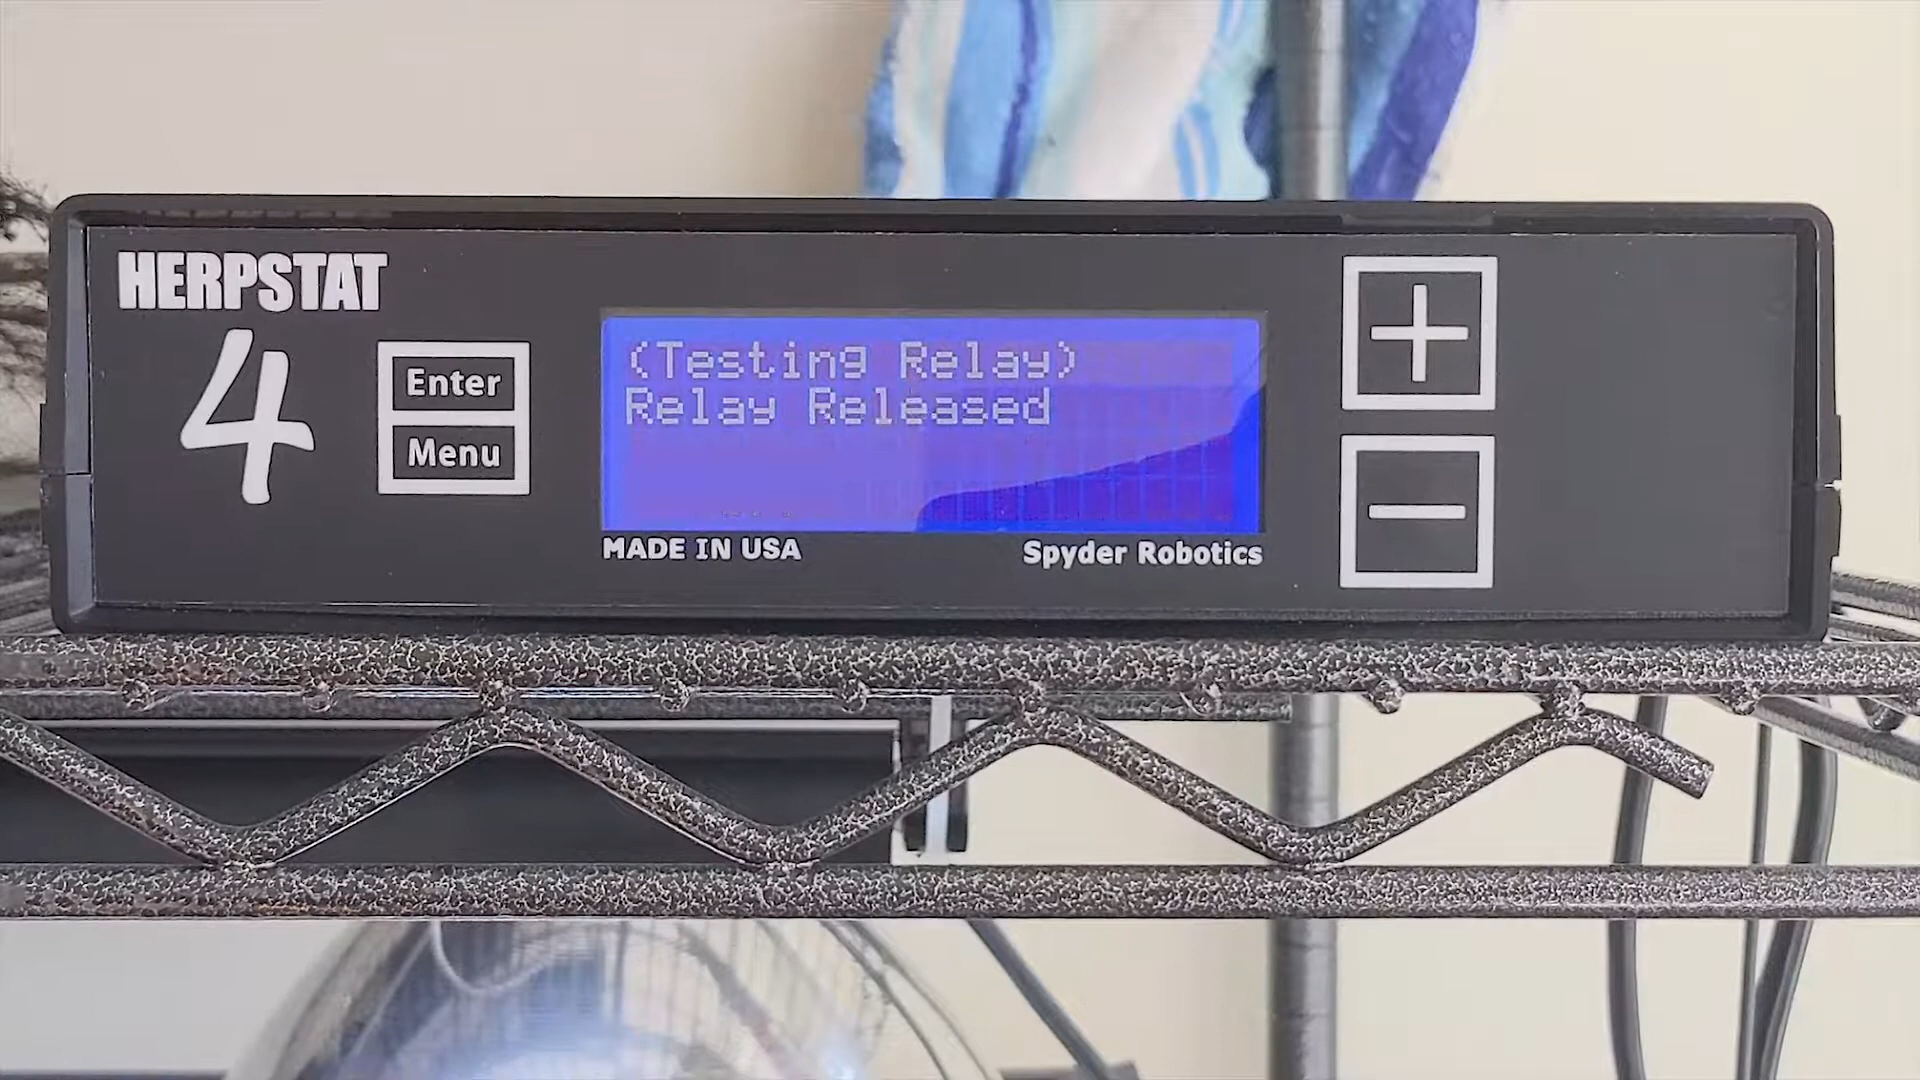 HERPSTAT
4
Enter
Menu
(Testing Relay)
Relay Released
+
−
MADE IN USA
Spyder Robotics